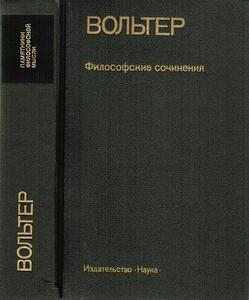 ПАМЯТНИКИ
ФИЛОСОФСКОЙ
МЫСЛИ
ВОЛЬТЕР
ВОЛЬТЕР
Философские сочинения
Издательство «Наука»